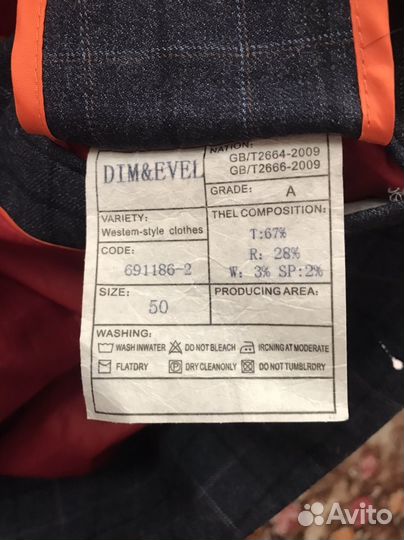 DIM&EVEL
NATION:
GB/T2664-2009
GB/T2666-2009
GRADE: A
VARIETY:
Westem-style clothes
THEL COMPOSITION:
T:67%
R: 28%
W: 3% SP:2%
CODE:
691186-2
SIZE: 50
PRODUCING AREA:
WASHING:
WASH INWATER DO NOT BLEACH IRCNING AT MODERATE
FLATDRY DRY CLEANONLY DO NOT TUMBLRDRY
Avito